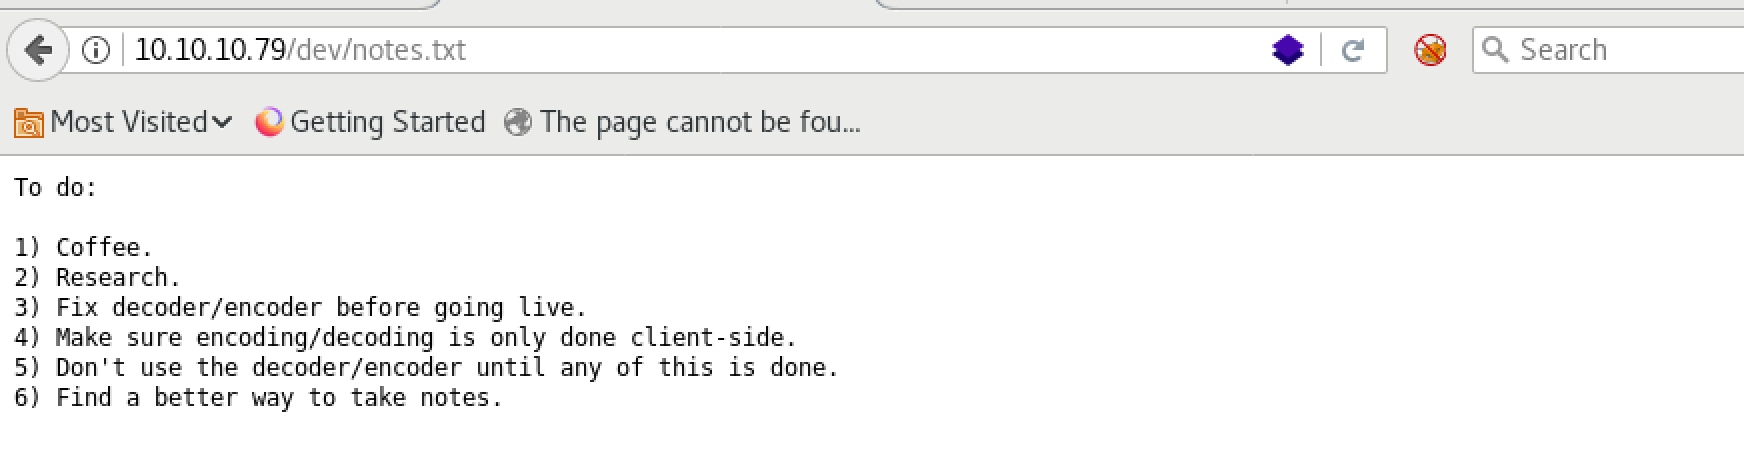 10.10.10.79/dev/notes.txt
Search
Most Visited Getting Started The page cannot be fou...
To do:
1) Coffee.
2) Research.
3) Fix decoder/encoder before going live.
4) Make sure encoding/decoding is only done client-side.
5) Don't use the decoder/encoder until any of this is done.
6) Find a better way to take notes.